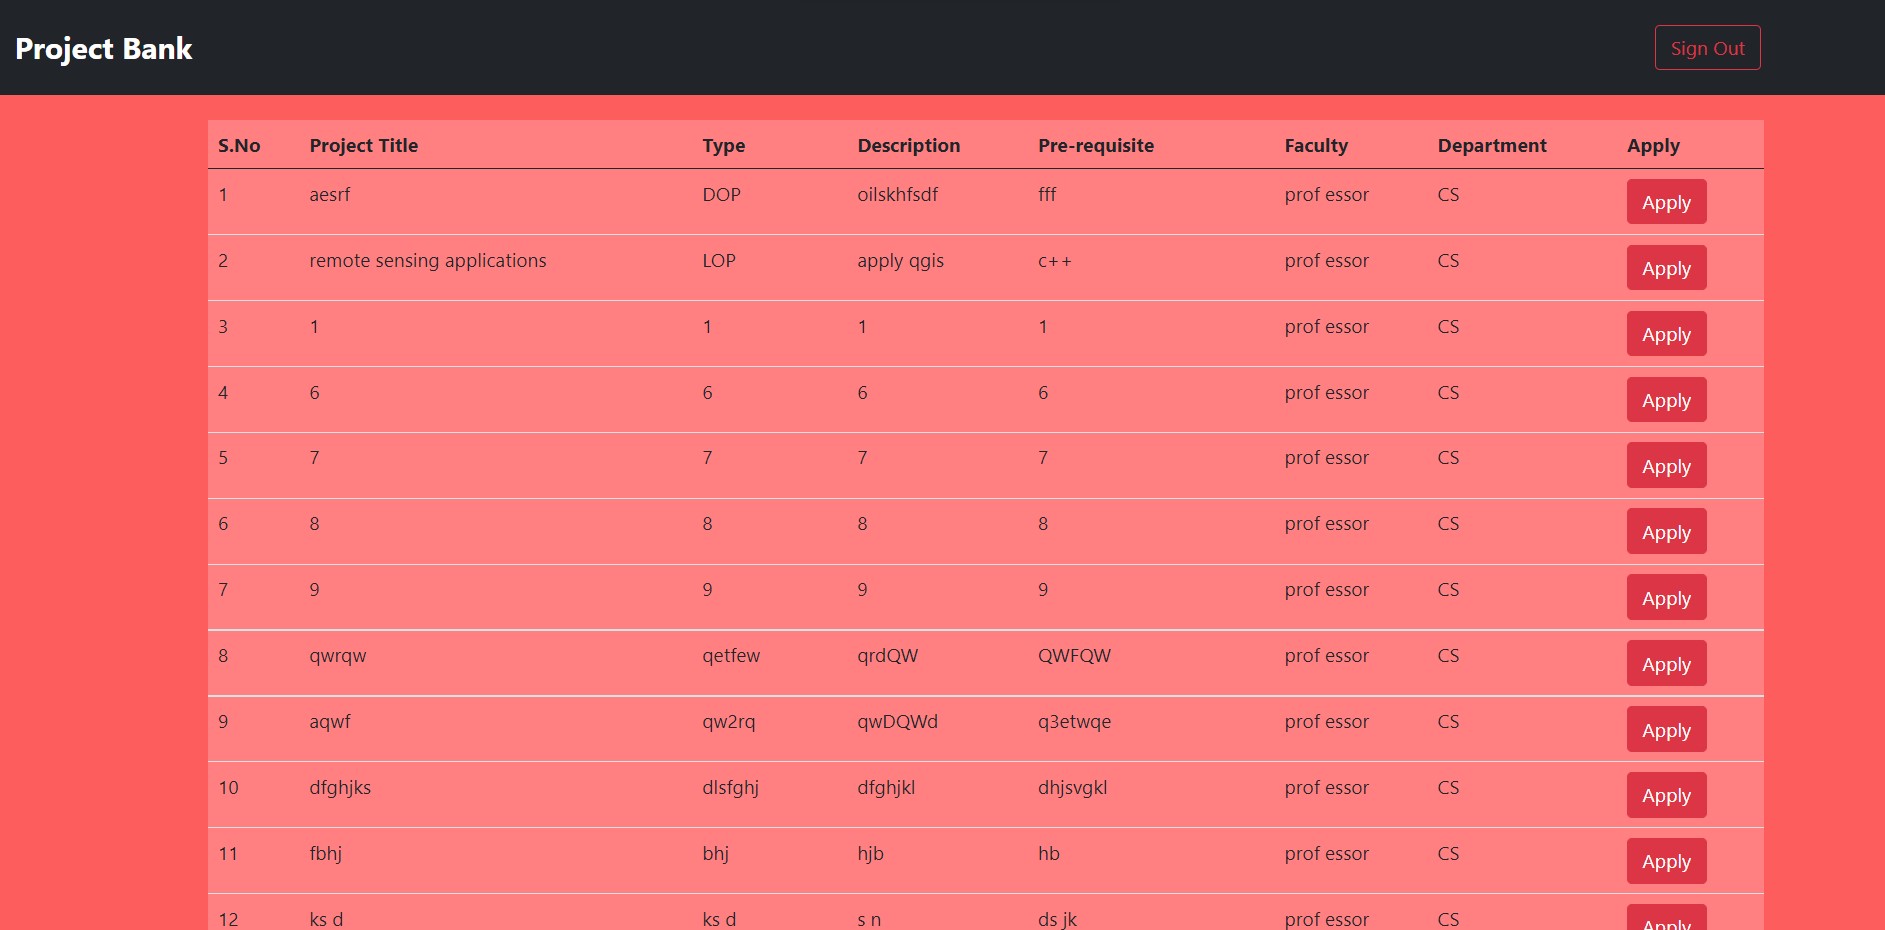 Project Bank Sign Out
S.No Project Title Type Description Pre-requisite Faculty Department Apply
1 aesrf DOP oilskhfsdf fff prof essor CS Apply
2 remote sensing applications LOP apply qgis c++ prof essor CS Apply
3 1 1 1 1 prof essor CS Apply
4 6 6 6 6 prof essor CS Apply
5 7 7 7 7 prof essor CS Apply
6 8 8 8 8 prof essor CS Apply
7 9 9 9 9 prof essor CS Apply
8 qwrqw qetfew qrdQW QWFQW prof essor CS Apply
9 aqwf qw2rq qwDQWd q3etwqe prof essor CS Apply
10 dfghjks dlsfghj dfghjkl dhjsvgkl prof essor CS Apply
11 fbhj bhj hjb hb prof essor CS Apply
12 ks d ks d s n ds jk prof essor CS Apply